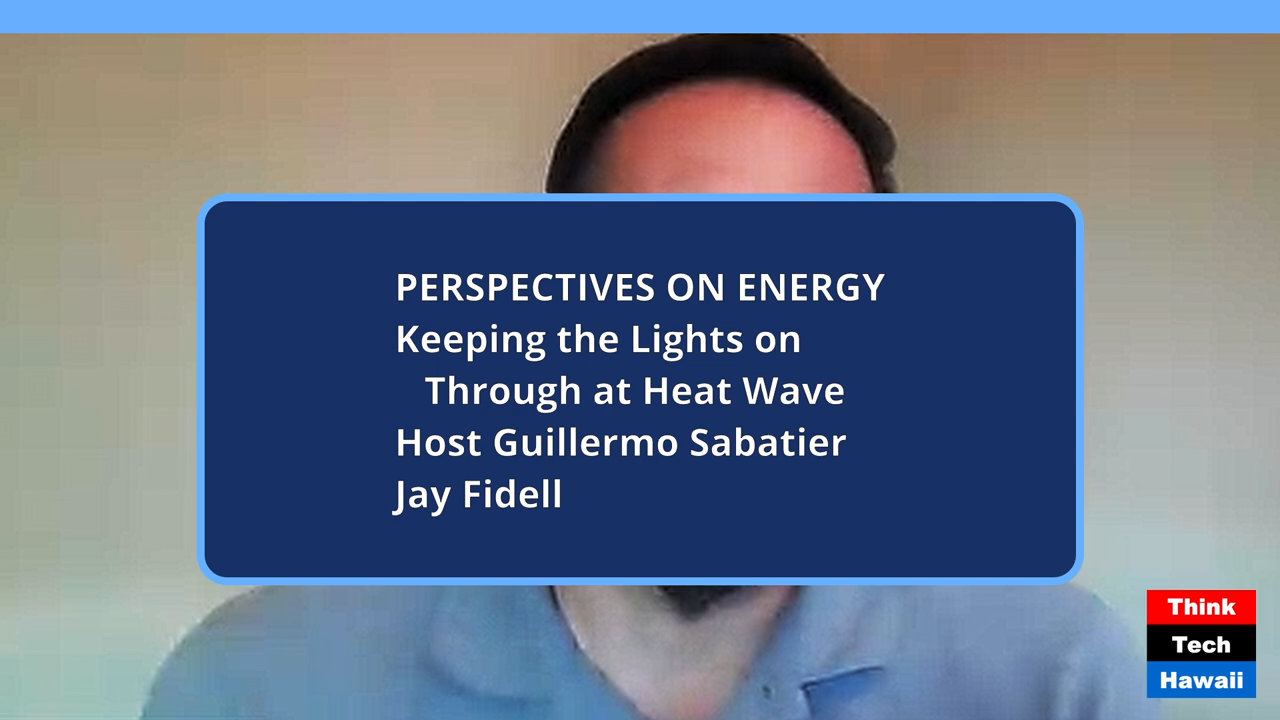 PERSPECTIVES ON ENERGY
Keeping the Lights on
Through at Heat Wave
Host Guillermo Sabatier
Jay Fidell
Think
Tech
Hawaii